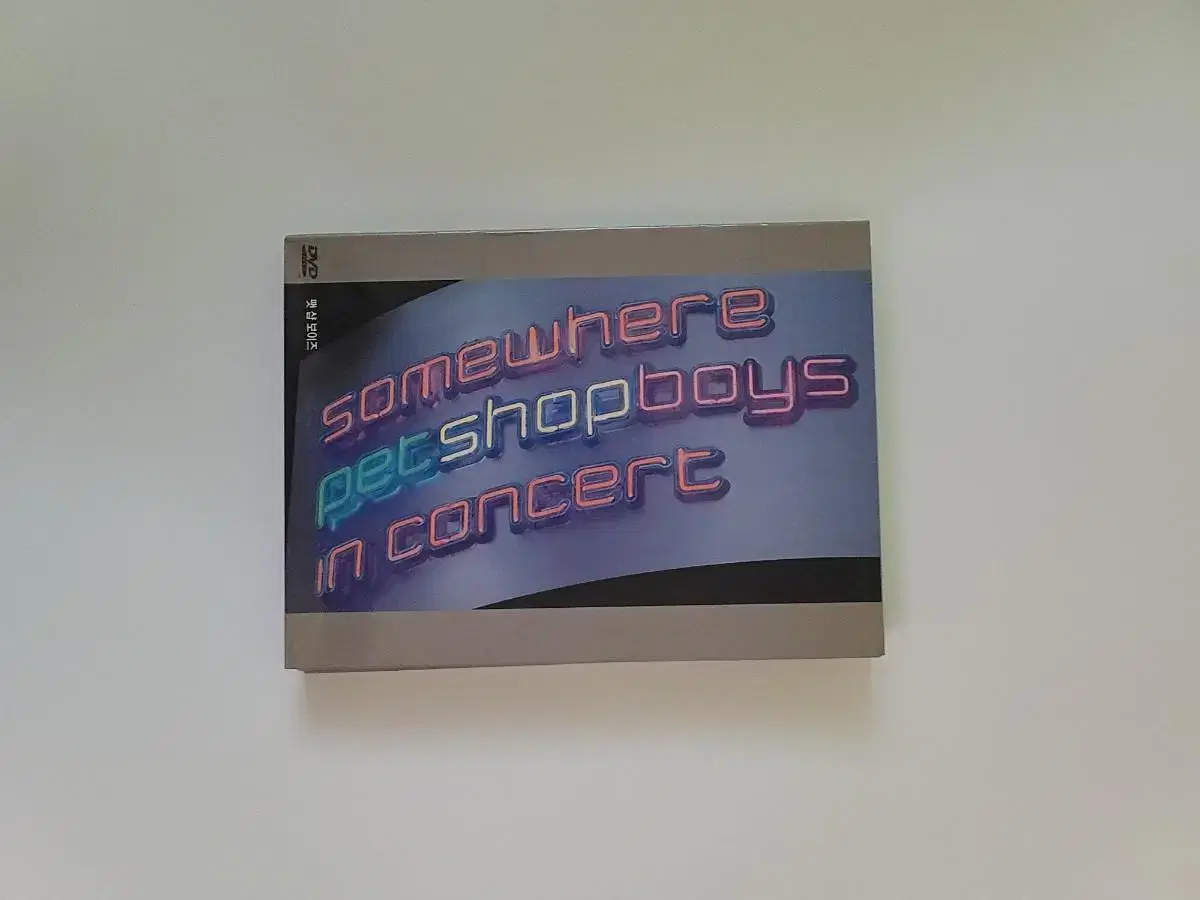 DVD
펫 샵 보이즈
somewhere
petshopboys
in concert